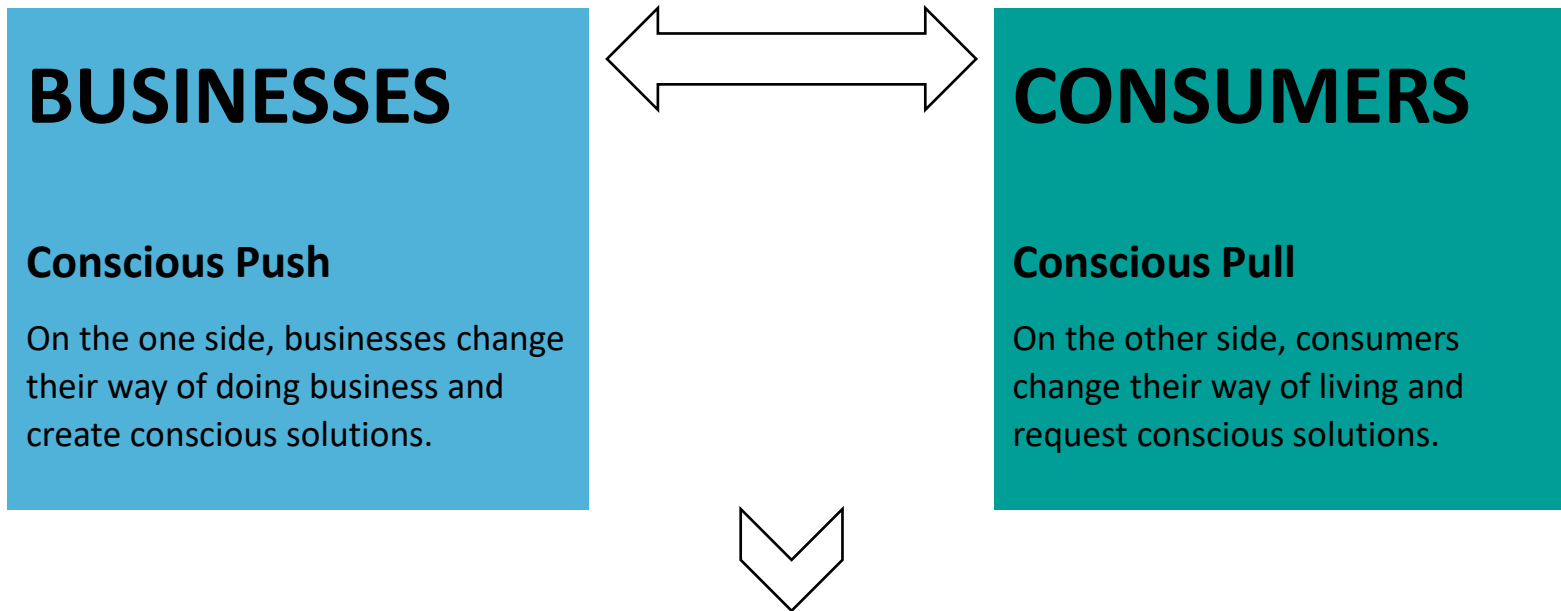 BUSINESSES
Conscious Push
On the one side, businesses change
their way of doing business and
create conscious solutions.
CONSUMERS
Conscious Pull
On the other side, consumers
change their way of living and
request conscious solutions.